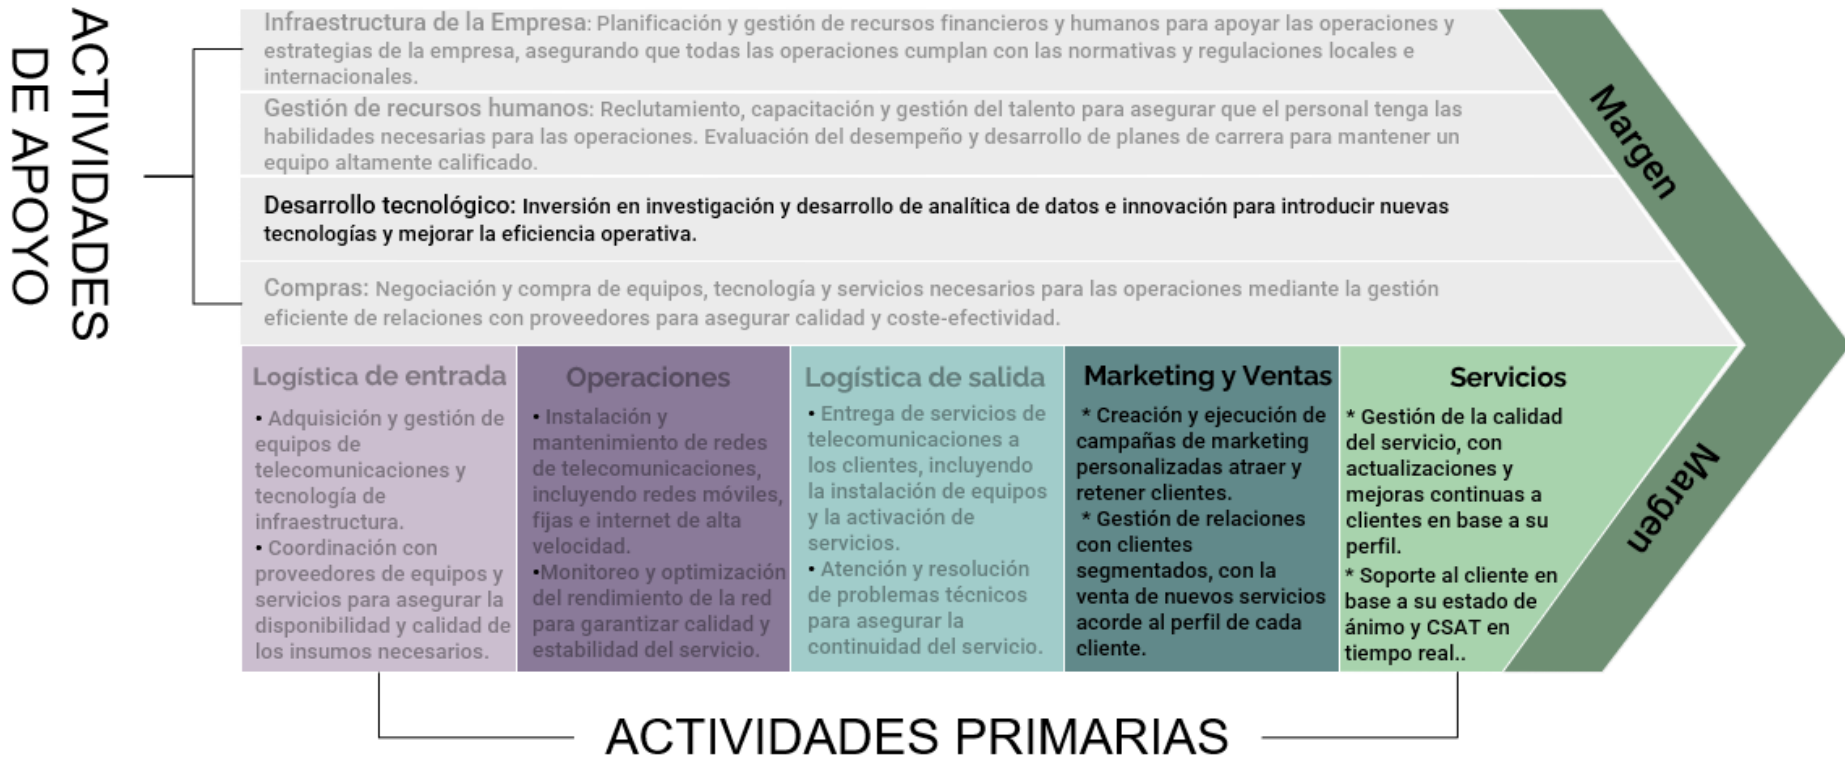 ACTIVIDADES
DE APOYO
Infraestructura de la Empresa: Planificación y gestión de recursos financieros y humanos para apoyar las operaciones y
estrategias de la empresa, asegurando que todas las operaciones cumplan con las normativas y regulaciones locales e
internacionales.
Gestión de recursos humanos: Reclutamiento, capacitación y gestión del talento para asegurar que el personal tenga las
habilidades necesarias para las operaciones. Evaluación del desempeño y desarrollo de planes de carrera para mantener un
equipo altamente calificado.
Desarrollo tecnológico: Inversión en investigación y desarrollo de analítica de datos e innovación para introducir nuevas
tecnologías y mejorar la eficiencia operativa.
Compras: Negociación y compra de equipos, tecnología y servicios necesarios para las operaciones mediante la gestión
eficiente de relaciones con proveedores para asegurar calidad y coste-efectividad.
Margen
Logística de entrada
• Adquisición y gestión de
equipos de
telecomunicaciones y
tecnología de
infraestructura.
• Coordinación con
proveedores de equipos y
servicios para asegurar la
disponibilidad y calidad de
los insumos necesarios.
Operaciones
• Instalación y
mantenimiento de redes
de telecomunicaciones,
incluyendo redes móviles,
fijas e internet de alta
velocidad.
•Monitoreo y optimización
del rendimiento de la red
para garantizar calidad y
estabilidad del servicio.
Logística de salida
• Entrega de servicios de
telecomunicaciones a
los clientes, incluyendo
la instalación de equipos
y la activación de
servicios.
• Atención y resolución
de problemas técnicos
para asegurar la
continuidad del servicio.
Marketing y Ventas
* Creación y ejecución de
campañas de marketing
personalizadas atraer y
retener clientes.
* Gestión de relaciones
con clientes
segmentados, con la
venta de nuevos servicios
acorde al perfil de cada
cliente.
Servicios
* Gestión de la calidad
del servicio, con
actualizaciones y
mejoras continuas a
clientes en base a su
perfil.
* Soporte al cliente en
base a su estado de
ánimo y CSAT en
tiempo real..
Margen
ACTIVIDADES PRIMARIAS